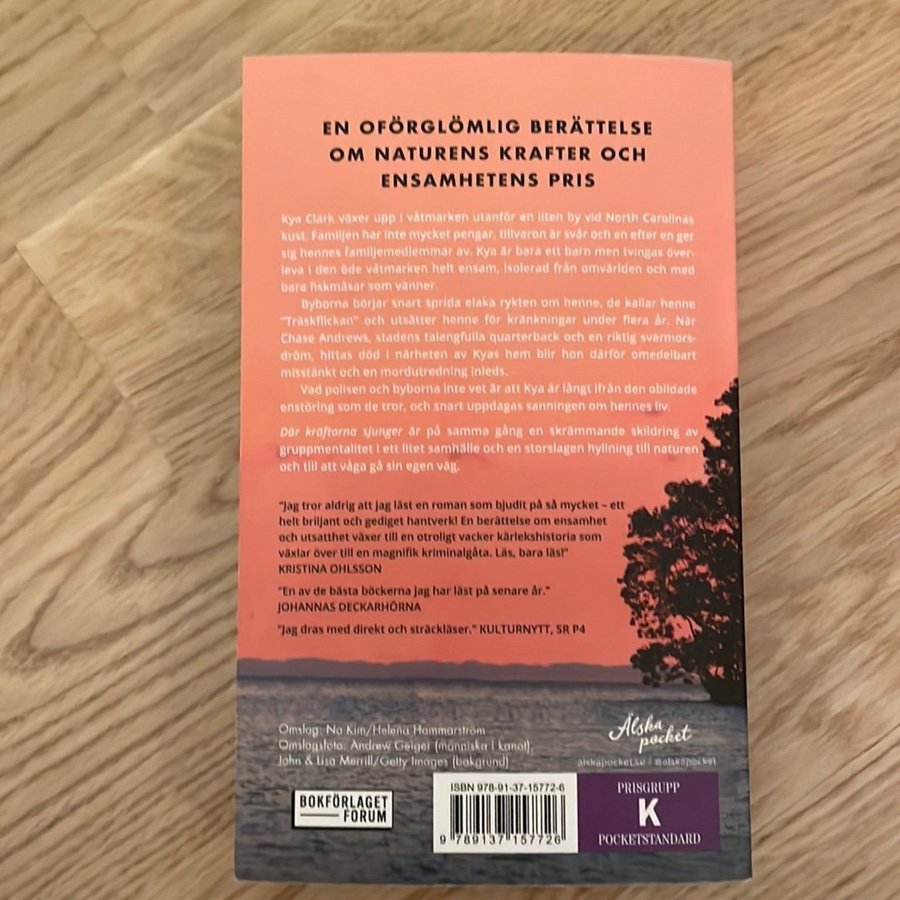 EN OFÖRGLÖMLIG BERÄTTELSE
OM NATURENS KRAFTER OCH
ENSAMHETENS PRIS
Kya Clark växer upp i våtmarken utanför en liten by vid North Carolinas
kust. Familjen har inte mycket pengar, tillvaron är svår och en efter en ger
sig hennes familjemedlemmar av. Kya är bara ett barn men tvingas över-
leva i den öde våtmarken helt ensam, isolerad från omvärlden och med
bara fiskmåsar som vänner.
Byborna börjar snart sprida elaka rykten om henne, de kallar henne
"Träskflickan" och utsätter henne för kränkningar under flera år. När
Chase Andrews, stadens talangfulla quarterback och en riktig svärmors-
dröm, hittas död i närheten av Kyas hem blir hon därför omedelbart
misstänkt och en mordutredning inleds.
Vad polisen och byborna inte vet är att Kya är långt ifrån den obildade
enstöring som de tror, och snart uppdagas sanningen om hennes liv.
Där kräftorna sjunger är på samma gång en skrämmande skildring av
gruppmentalitet i ett litet samhälle och en storslagen hyllning till naturen
och till att våga gå sin egen väg.
"Jag tror aldrig att jag läst en roman som bjudit på så mycket – ett
helt briljant och gediget hantverk! En berättelse om ensamhet
och utsatthet växer till en otroligt vacker kärlekshistoria som
växlar över till en magnifik kriminalgåta. Läs, bara läs!"
KRISTINA OHLSSON
"En av de bästa böckerna jag har läst på senare år."
JOHANNAS DECKARHÖRNA
"Jag dras med direkt och sträckläser." KULTURNYTT, SR P4
Omslag: Na Kim/Helena Hammarström
Omslagsfoto: Andrew Geiger (människa i kanot),
John & Lisa Merrill/Getty Images (bakgrund)
Älska
pocket
alskapocket.se / @alskapocket
BOKFÖRLAGET
FORUM
ISBN 978-91-37-15772-6
9 789137 157726
PRISGRUPP
K
POCKETSTANDARD